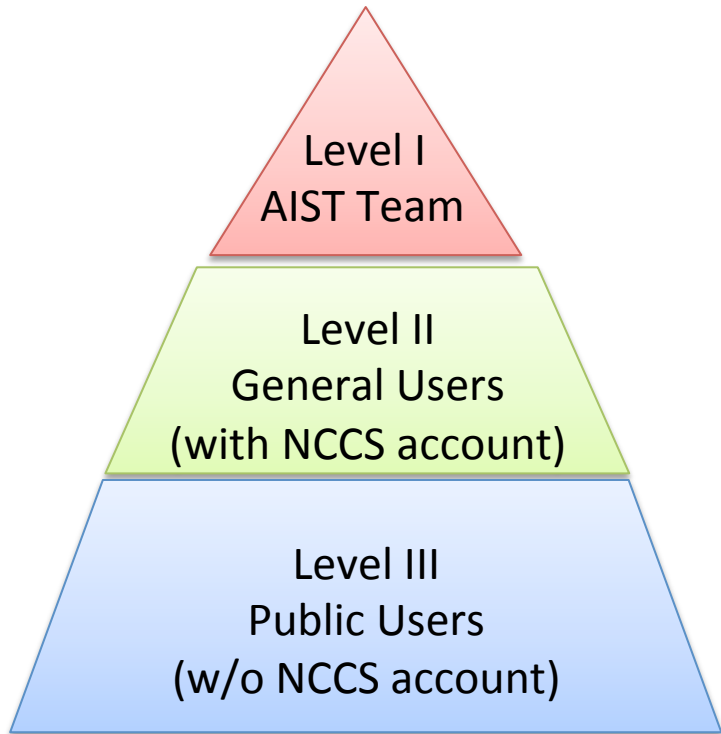 Level I
AIST Team
Level II
General Users
(with NCCS account)
Level III
Public Users
(w/o NCCS account)